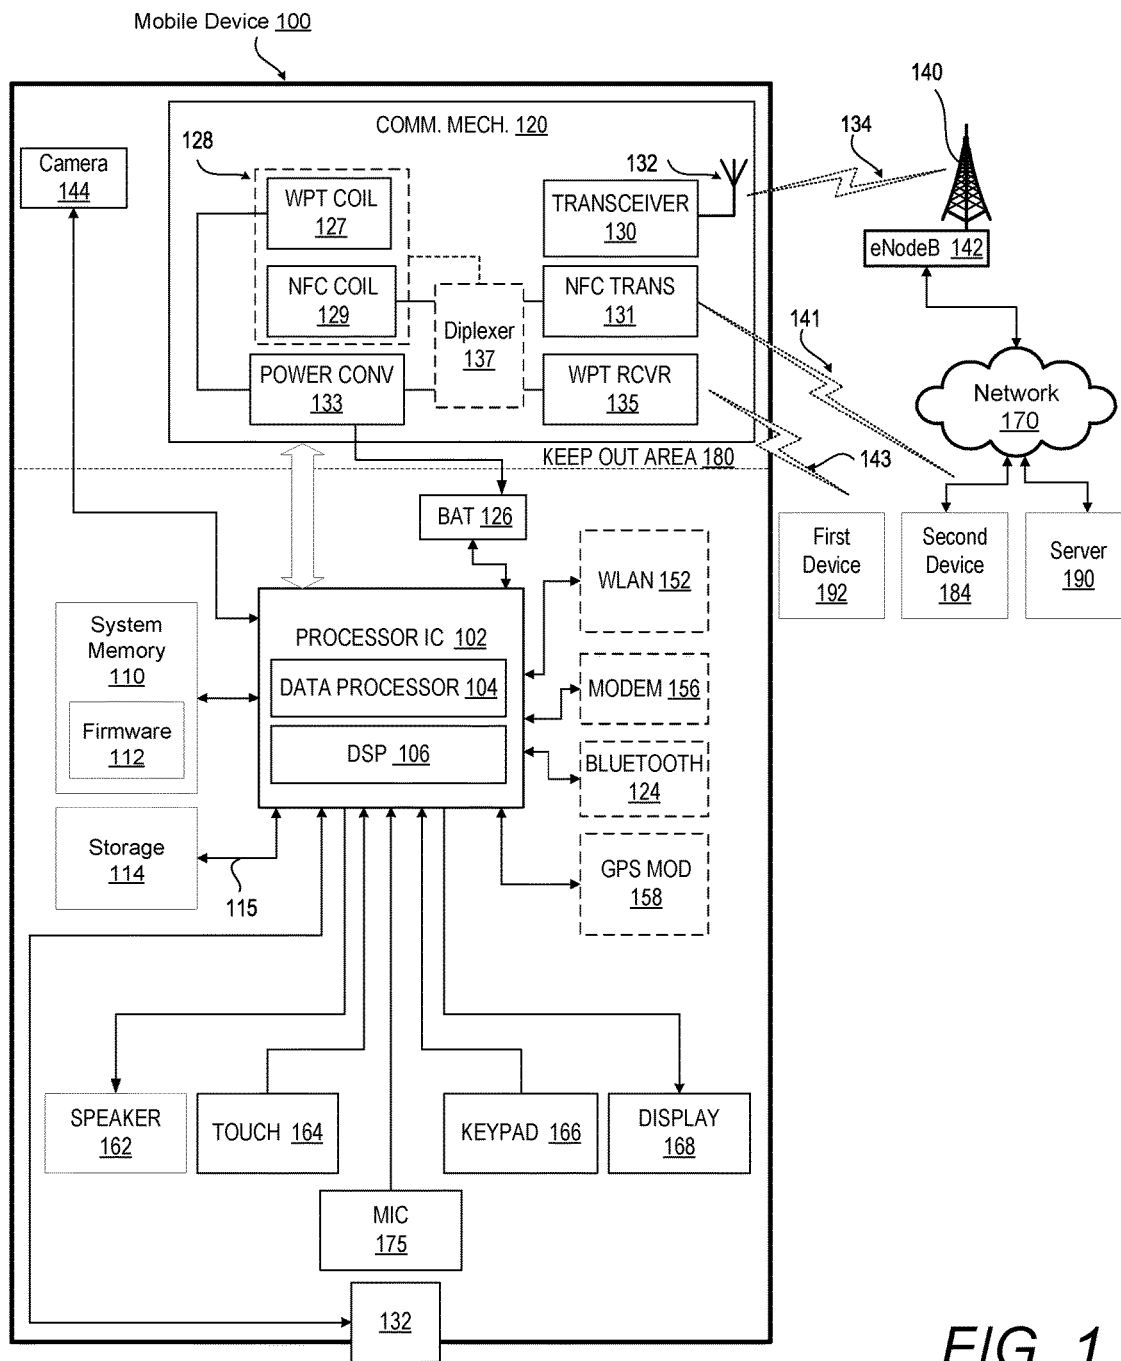 Mobile Device 100
COMM. MECH. 120
Camera
144
128
WPT COIL
127
NFC COIL
129
POWER CONV
133
Diplexer
137
132
TRANSCEIVER
130
NFC TRANS
131
WPT RCVR
135
134
140
eNodeB 142
141
143
Network
170
KEEP OUT AREA 180
BAT 126
First
Device
192
Second
Device
184
Server
190
WLAN 152
System
Memory
110
Firmware
112
PROCESSOR IC 102
DATA PROCESSOR 104
DSP 106
MODEM 156
BLUETOOTH
124
Storage
114
115
GPS MOD
158
SPEAKER
162
TOUCH 164
KEYPAD 166
DISPLAY
168
MIC
175
132
FIG. 1